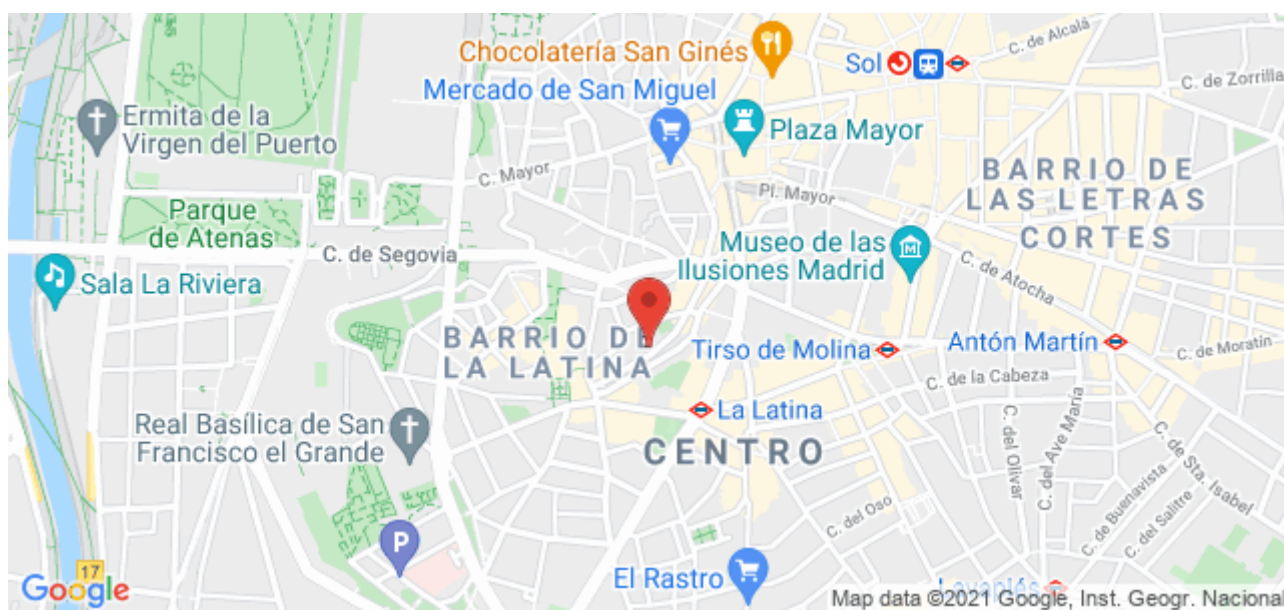 Chocolatería San Ginés
Sol
C. de Alcalá
C. de Zorrilla
Mercado de San Miguel
Ermita de la
Virgen del Puerto
Plaza Mayor
C. Mayor
Pl. Mayor
BARRIO DE
LAS LETRAS
CORTES
Parque
de Atenas
C. de Segovia
Museo de las
Ilusiones Madrid
C. de Atocha
Sala La Riviera
BARRIO DE
LA LATINA
Tirso de Molina
Antón Martín
C. de Moratín
C. de la Cabeza
La Latina
Real Basílica de San
Francisco el Grande
CENTRO
C. del Olivar
C. del Ave María
C. de Sta. Isabel
C. de Buenavista
C. del Salitre
C. del Oso
P
El Rastro
17
Google
Lavapiés
Map data ©2021 Google, Inst. Geogr. Naciona